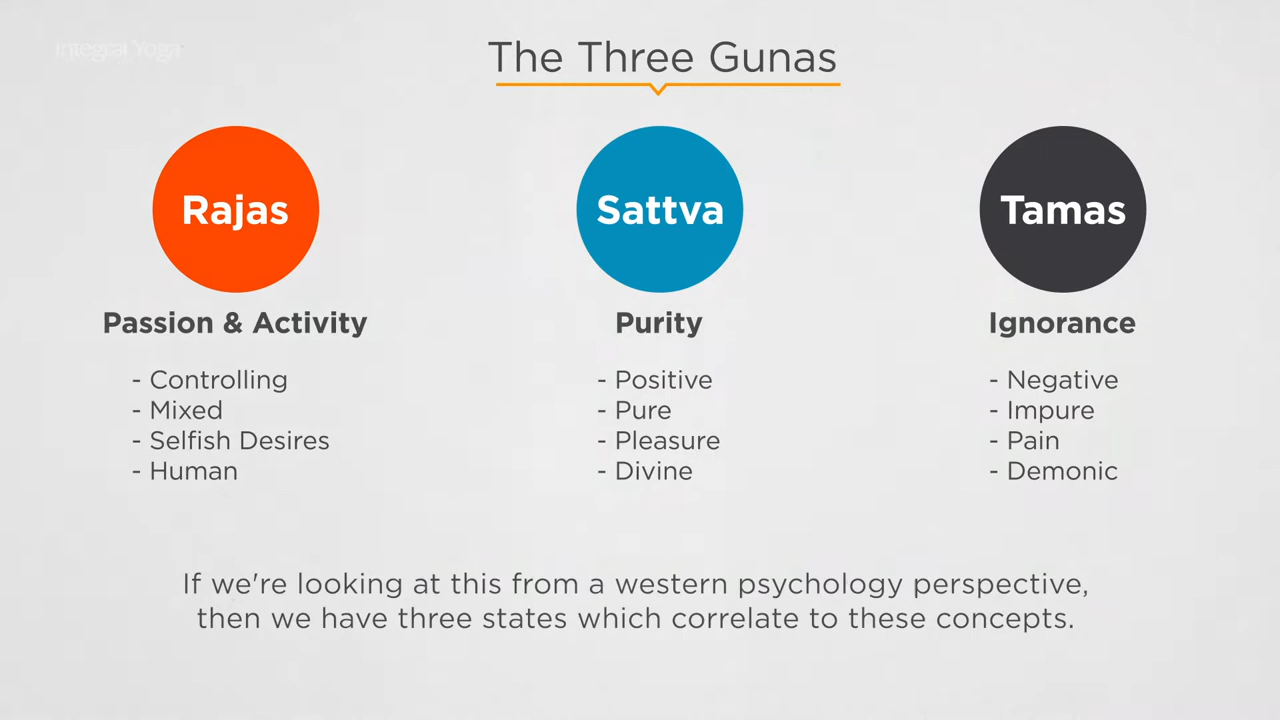 Integral Yoga
The Three Gunas
Rajas
Passion & Activity
- Controlling
- Mixed
- Selfish Desires
- Human
Sattva
Purity
- Positive
- Pure
- Pleasure
- Divine
Tamas
Ignorance
- Negative
- Impure
- Pain
- Demonic
If we're looking at this from a western psychology perspective,
then we have three states which correlate to these concepts.